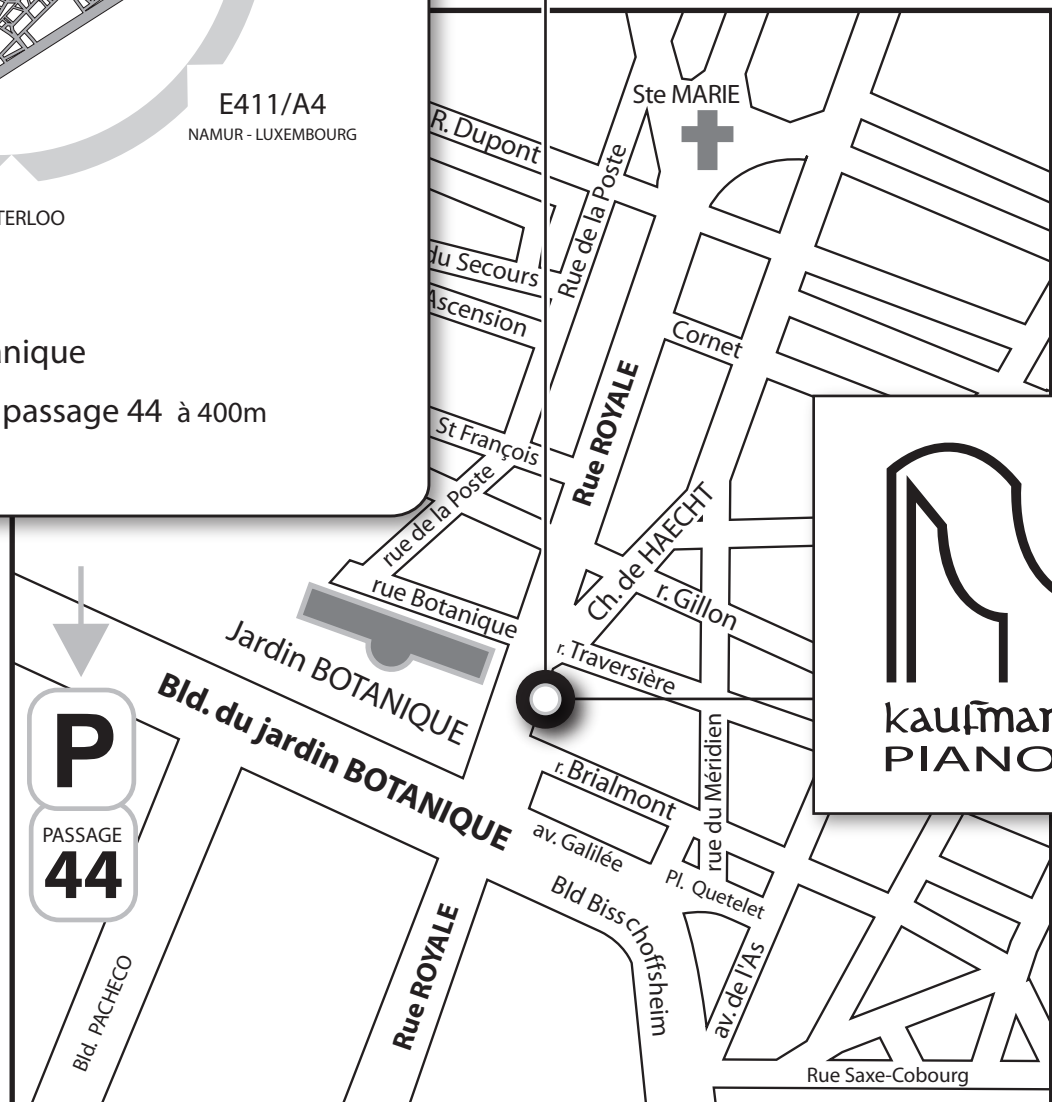 E411/A4
NAMUR - LUXEMBOURG
TERLOO
nique
passage 44 à 400m
Ste MARIE
R. Dupont
Rue de la Poste
du Secours
Ascension
Cornet
Rue ROYALE
St François
rue de la Poste
Ch. de HAECHT
rue Botanique
r. Gillon
Jardin BOTANIQUE
r. Traversière
Bld. du jardin BOTANIQUE
kaufmar
PIANO
P
PASSAGE
44
r. Brialmont
rue du Méridien
av. Galilée
Pl. Quetelet
Bld Bisschoffsheim
Rue ROYALE
av. de l'As
Bld. PACHECO
Rue Saxe-Cobourg